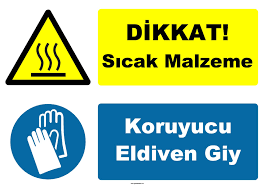 DİKKAT!
Sıcak Malzeme
Koruyucu
Eldiven Giy